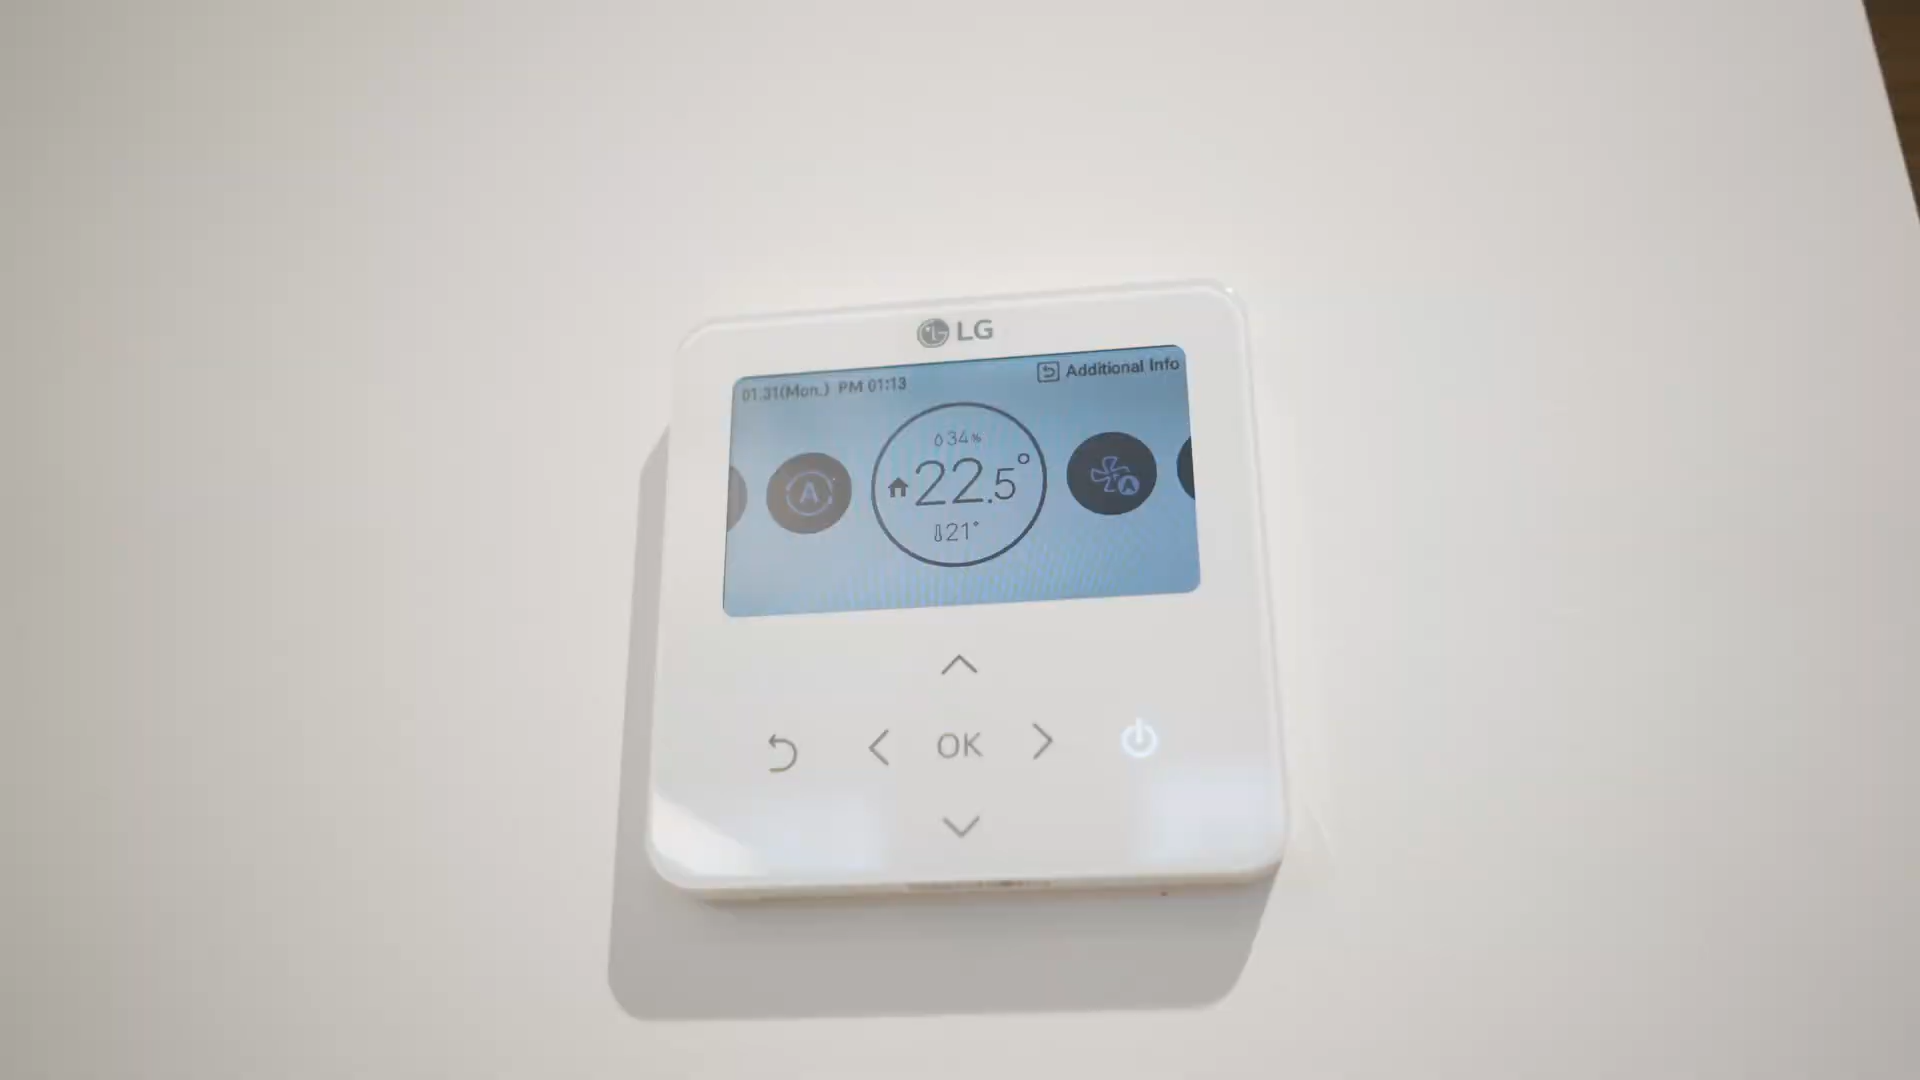 LG
01.31(Mon.) PM 01:13
Additional Info
34%
22.5°
21°
A
A
OK